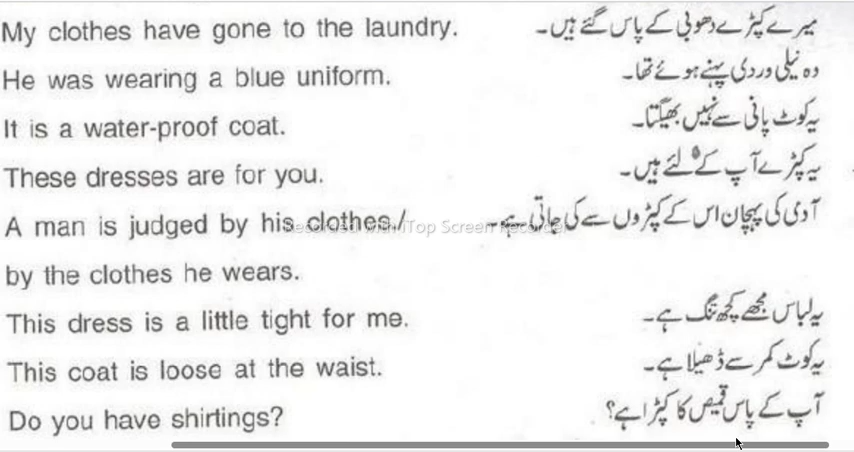 My clothes have gone to the laundry. میرے کپڑے دھوبی کے پاس گئے ہیں۔
He was wearing a blue uniform. وہ نیلی وردی پہنے ہوئے تھا۔
It is a water-proof coat. یہ کوٹ پانی سے نہیں بھیگتا۔
These dresses are for you. یہ کپڑے آپ کے لئے ہیں۔
A man is judged by his clothes./ آدمی کی پہچان اس کے کپڑوں سے کی جاتی ہے۔
Recorded with iTop Screen Recorder
by the clothes he wears.
This dress is a little tight for me. یہ لباس مجھے کچھ تنگ ہے۔
This coat is loose at the waist. یہ کوٹ کمر سے ڈھیلا ہے۔
Do you have shirtings? آپ کے پاس قمیص کا کپڑا ہے؟